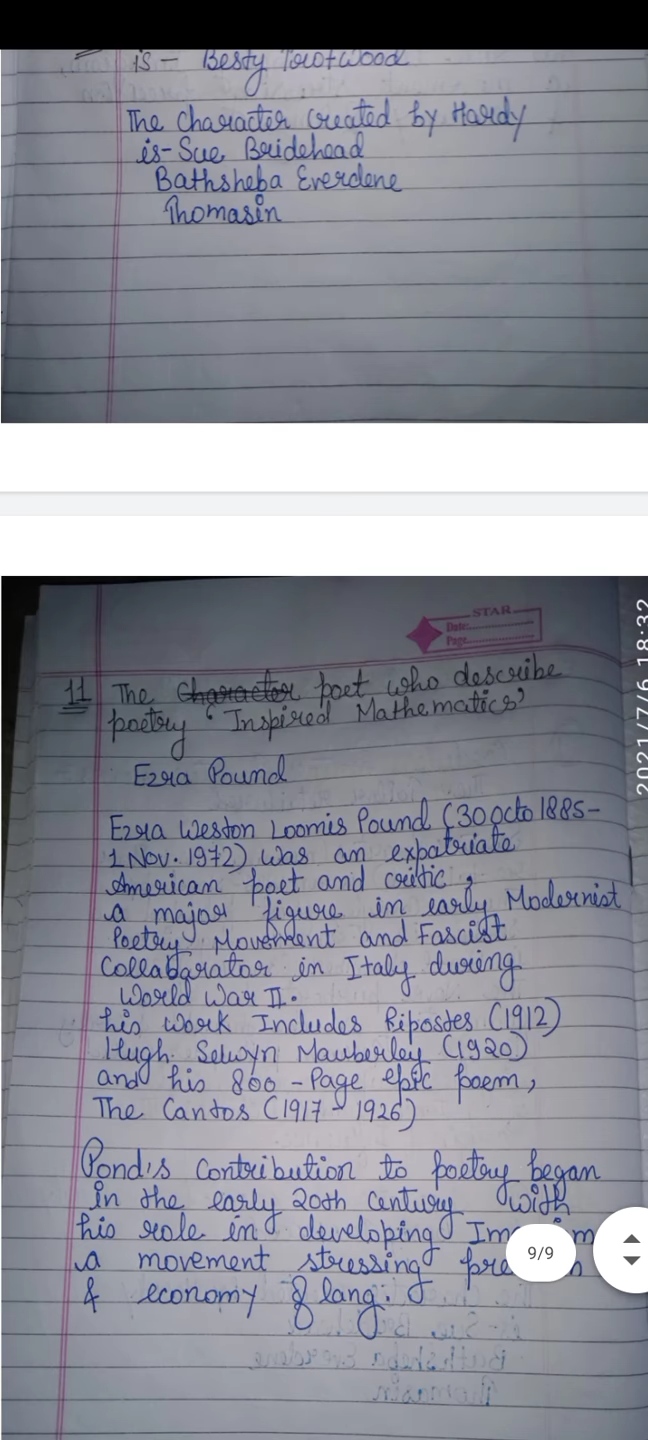 is - Besty Trotwood
The Character Created by Hardy
is - Sue Bridehead
Bathsheba Everdene
Thomasin
STAR
Date:
Page
2021/7/6 18:32
11 The Character poet who describe
poetry 'Inspired Mathematics'
Ezra Pound
Ezra Weston Loomis Pound (30 octo 1885-
1 Nov. 1972) was an expatriate
American poet and critic,
a major figure in early Modernist
Poetry Movement and Fascist
Collabarator in Italy during
World War II.
his work Includes Ripostes (1912)
Hugh Selwyn Mauberley (1920)
and his 800 - Page epic poem,
The Cantos (1917 - 1926)
Pond's Contribution to poetry began
in the early 20th Century with
his role in developing
a movement stressing
& economy of lang.
9/9